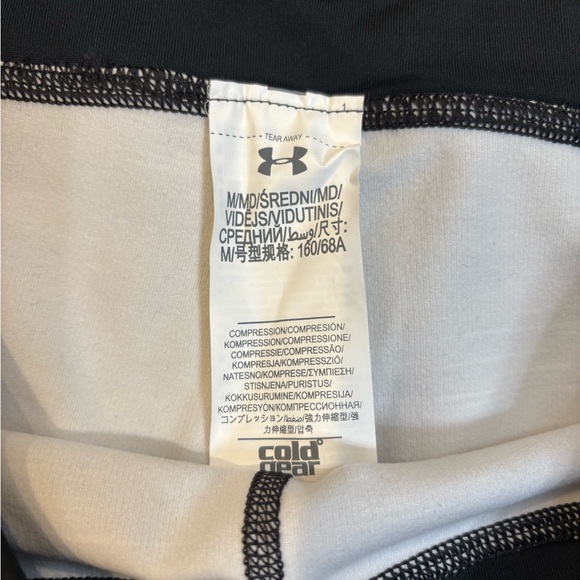 1
TEAR AWAY
M/MD/ŚREDNI/MD/
VIDĒJS/VIDUTINIS/
СРЕДНИЙ/وسط/尺寸:
M/号型规格: 160/68A
COMPRESSION/COMPRESIÓN/
KOMPRESSION/COMPRESSIONE/
COMPRESSIE/COMPRESSÃO/
KOMPRESJA/KOMPRESSZIÓ/
NATESNO/KOMPRESE/ΣΥΜΠΙΕΣΗ/
STISNJENA/PURISTUS/
KOKKUSURUMINE/KOMPRESIJA/
KOMPRESYON/КОМПРЕССИОННАЯ/
コンプレッション/ضغط/強力伸縮型/强
力伸缩型/압축
cold
gear